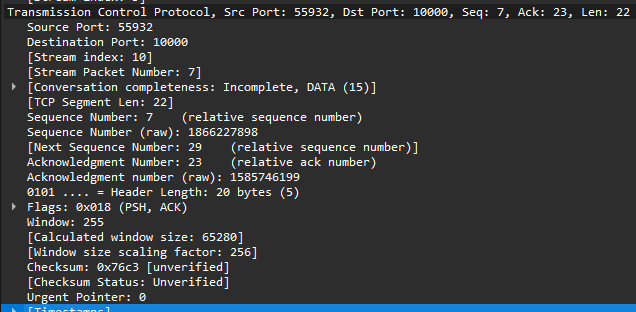 Transmission Control Protocol, Src Port: 55932, Dst Port: 10000, Seq: 7, Ack: 23, Len: 22
Source Port: 55932
Destination Port: 10000
[Stream index: 10]
[Stream Packet Number: 7]
[Conversation completeness: Incomplete, DATA (15)]
[TCP Segment Len: 22]
Sequence Number: 7    (relative sequence number)
Sequence Number (raw): 1866227898
[Next Sequence Number: 29    (relative sequence number)]
Acknowledgment Number: 23    (relative ack number)
Acknowledgment number (raw): 1585746199
0101 .... = Header Length: 20 bytes (5)
Flags: 0x018 (PSH, ACK)
Window: 255
[Calculated window size: 65280]
[Window size scaling factor: 256]
Checksum: 0x76c3 [unverified]
[Checksum Status: Unverified]
Urgent Pointer: 0
[Timestamps]